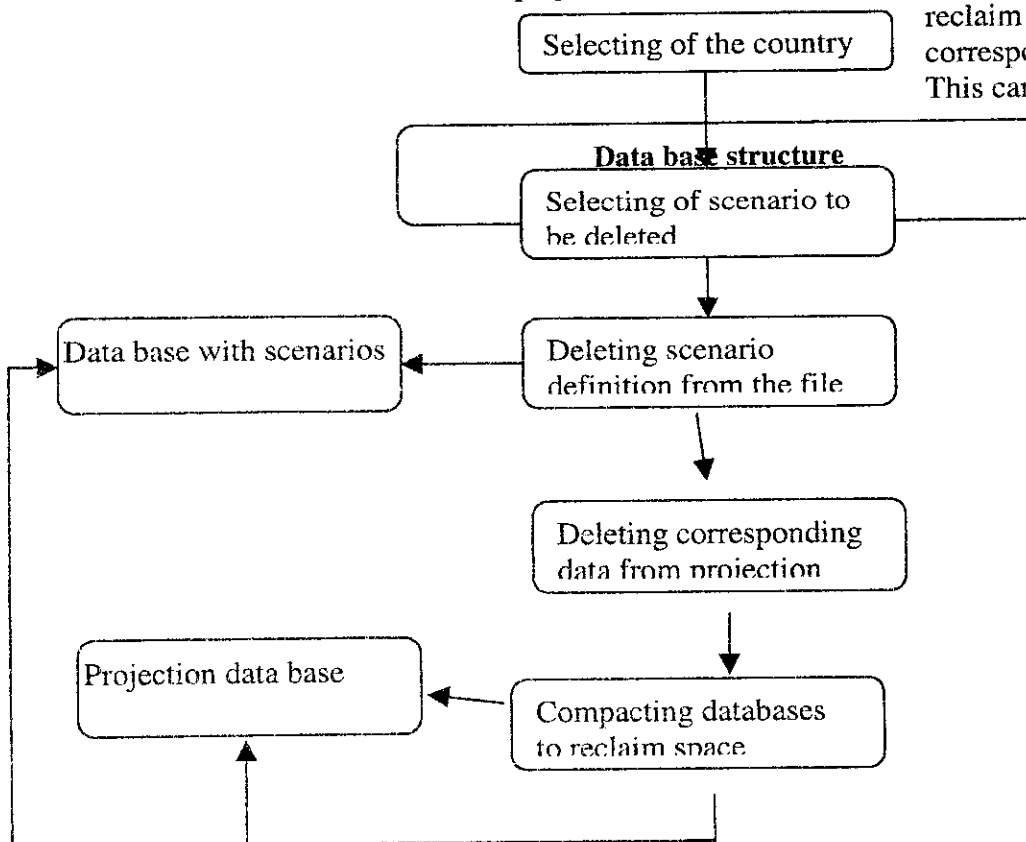 reclaim
Selecting of the country
This
Data base structure
Selecting of scenario to
be deleted
Data base with scenarios
Deleting scenario
definition from the file
Deleting corresponding
data from projection
Projection data base
Compacting databases
to reclaim space